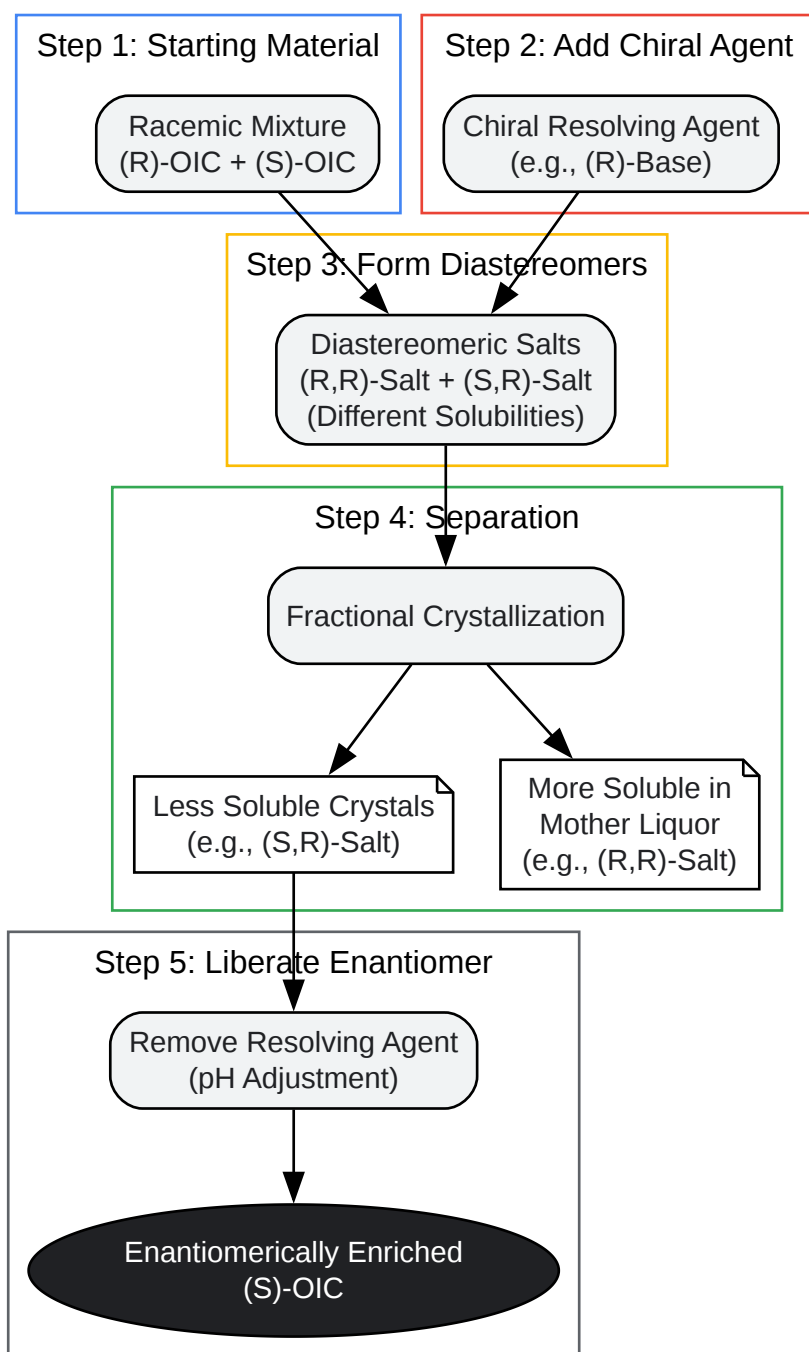 Step 1: Starting Material
Racemic Mixture
(R)-OIC + (S)-OIC
Step 2: Add Chiral Agent
Chiral Resolving Agent
(e.g., (R)-Base)
Step 3: Form Diastereomers
Diastereomeric Salts
(R,R)-Salt + (S,R)-Salt
(Different Solubilities)
Step 4: Separation
Fractional Crystallization
Less Soluble Crystals
(e.g., (S,R)-Salt)
More Soluble in
Mother Liquor
(e.g., (R,R)-Salt)
Step 5: Liberate Enantiomer
Remove Resolving Agent
(pH Adjustment)
Enantiomerically Enriched
(S)-OIC